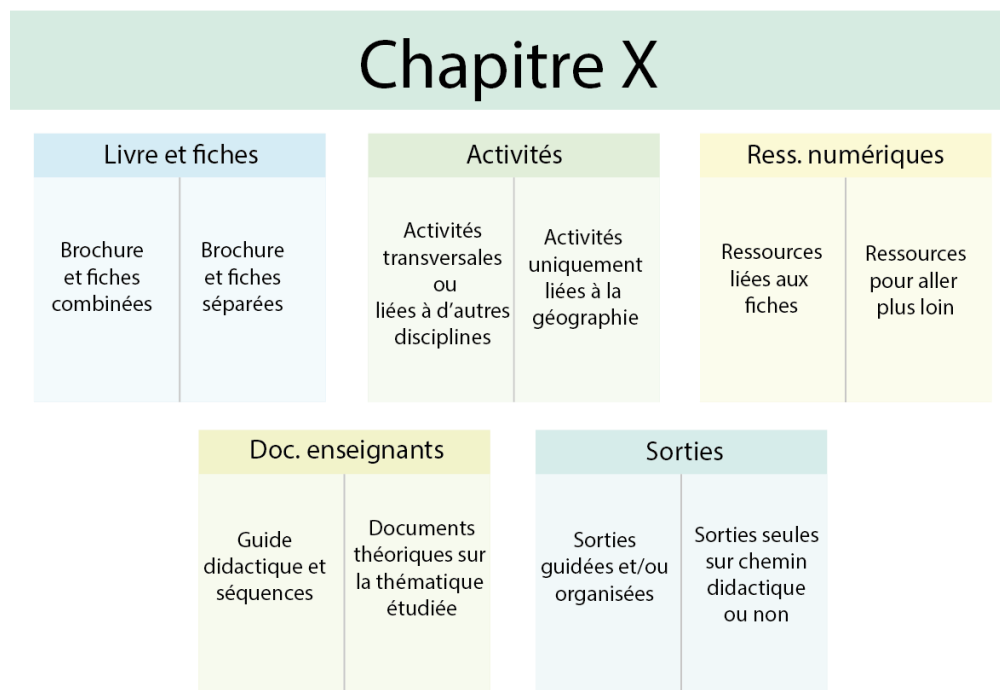 Chapitre X
Livre et fiches
Brochure
et fiches
combinées
Brochure
et fiches
séparées
Activités
Activités
transversales
ou
liées à d'autres
disciplines
Activités
uniquement
liées à la
géographie
Ress. numériques
Ressources
liées aux
fiches
Ressources
pour aller
plus loin
Doc. enseignants
Guide
didactique et
séquences
Documents
théoriques sur
la thématique
étudiée
Sorties
Sorties
guidées et/ou
organisées
Sorties seules
sur chemin
didactique
ou non